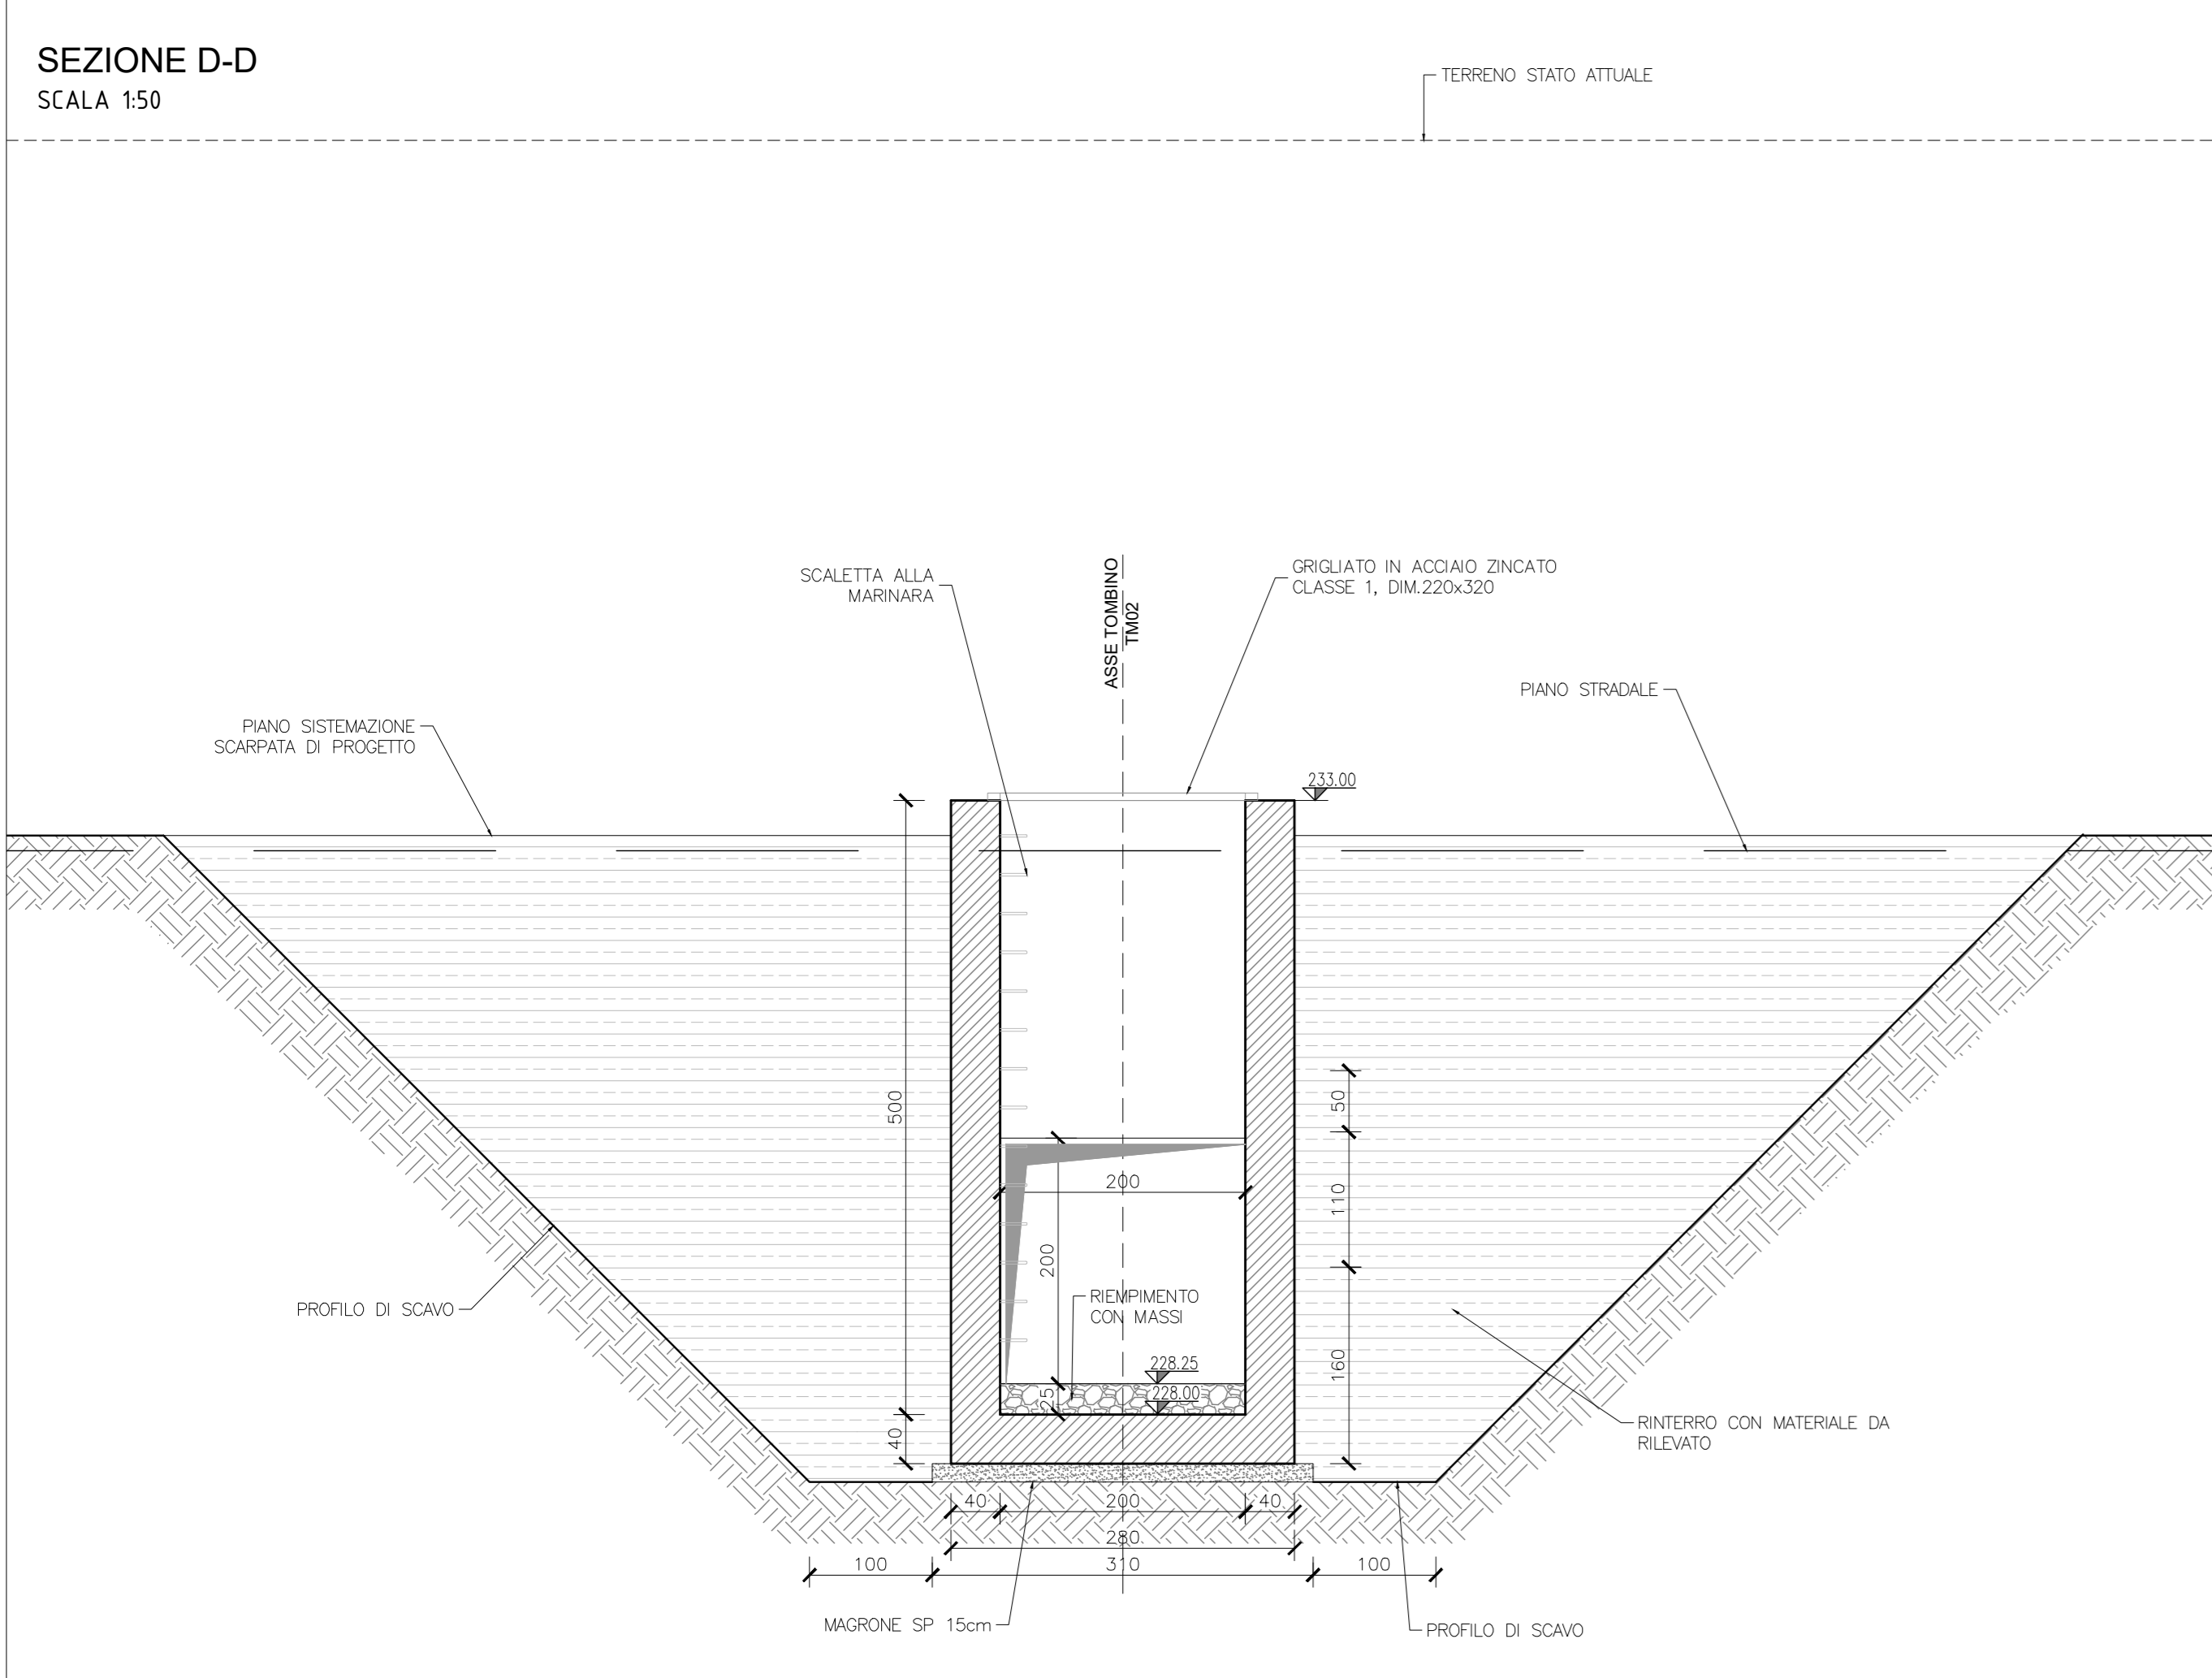 SEZIONE D-D
SCALA 1:50
TERRENO STATO ATTUALE
SCALETTA ALLA
MARINARA
ASSE TOMBINO
TM02
GRIGLIATO IN ACCIAIO ZINCATO
CLASSE 1, DIM.220x320
PIANO STRADALE
PIANO SISTEMAZIONE
SCARPATA DI PROGETTO
233.00
500
50
110
200
200
160
RIEMPIMENTO
CON MASSI
PROFILO DI SCAVO
228.25
228.00
25
40
RINTERRO CON MATERIALE DA
RILEVATO
40
200
40
280
100
310
100
MAGRONE SP 15cm
PROFILO DI SCAVO